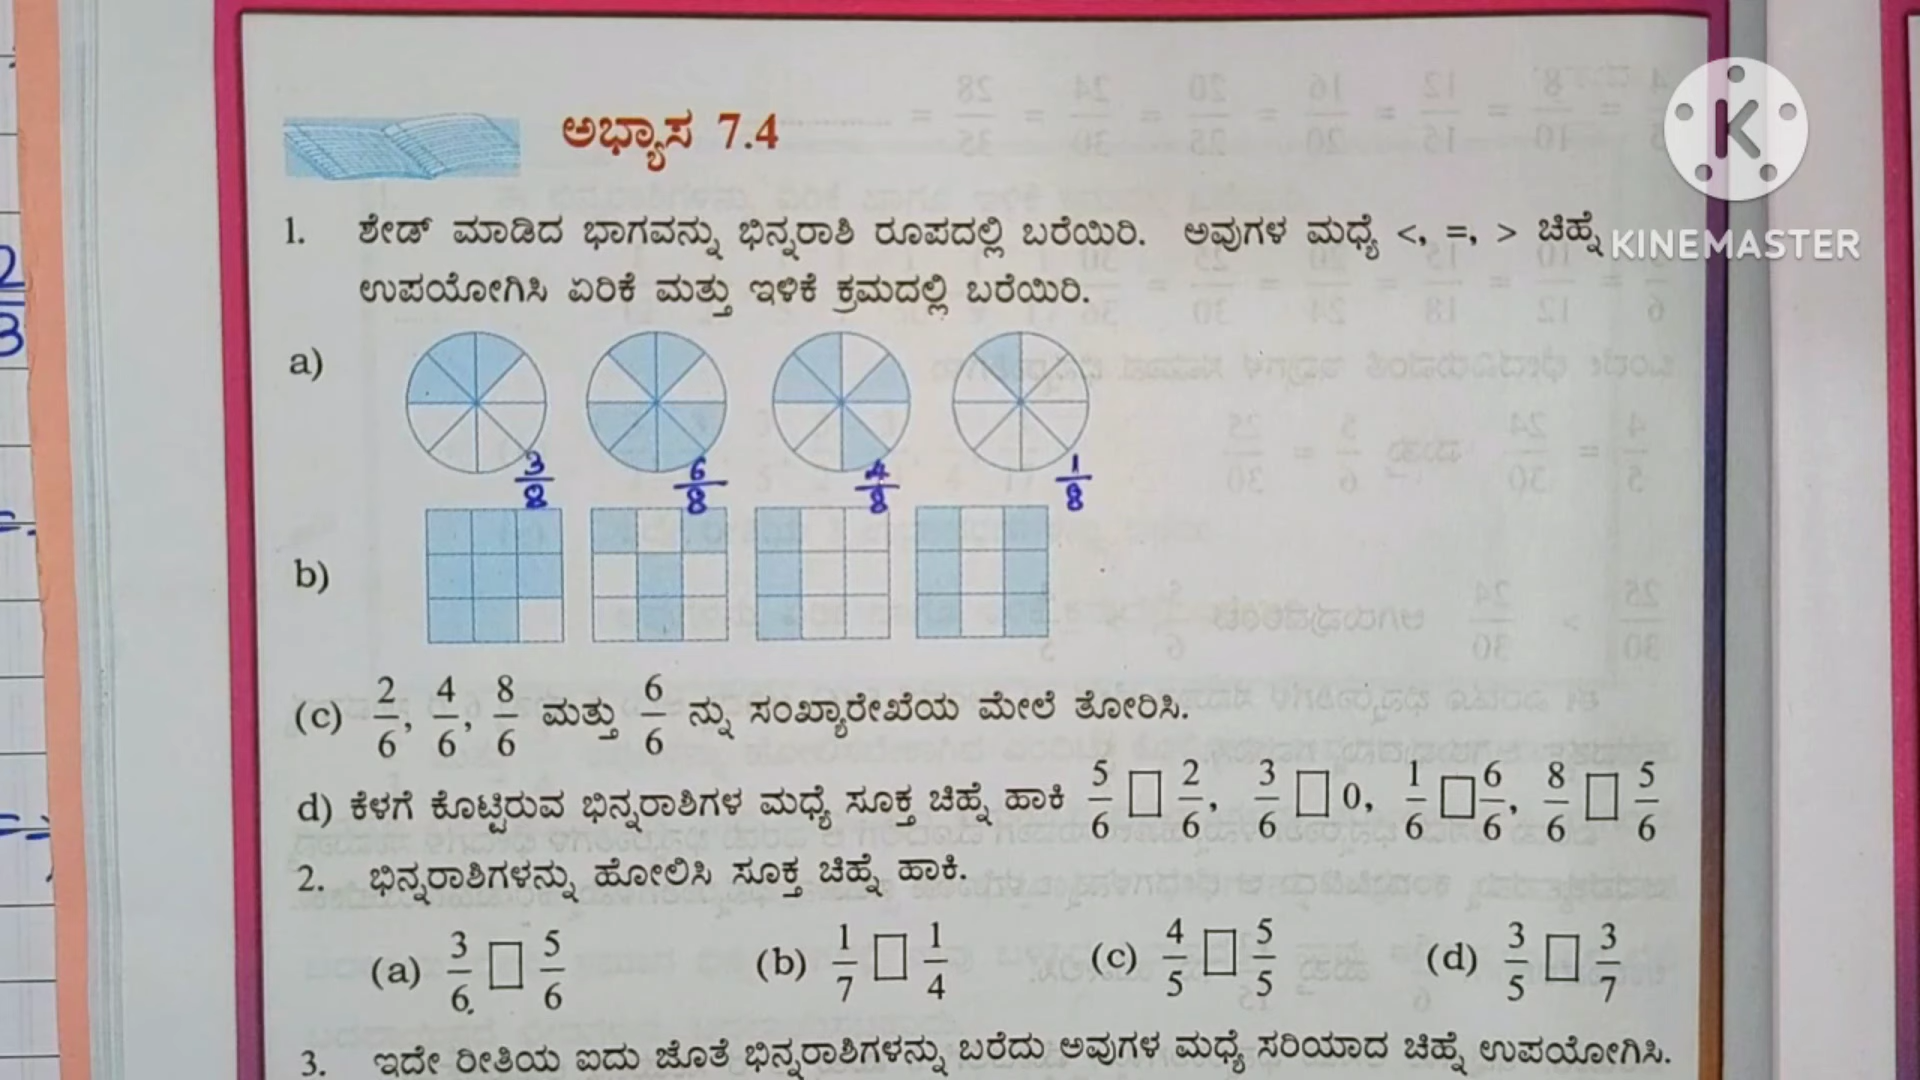 ಅಭ್ಯಾಸ 7.4
1. ಶೇಡ್ ಮಾಡಿದ ಭಾಗವನ್ನು ಭಿನ್ನರಾಶಿ ರೂಪದಲ್ಲಿ ಬರೆಯಿರಿ. ಅವುಗಳ ಮಧ್ಯೆ <, =, > ಚಿಹ್ನೆ
KINEMASTER
ಉಪಯೋಗಿಸಿ ಏರಿಕೆ ಮತ್ತು ಇಳಿಕೆ ಕ್ರಮದಲ್ಲಿ ಬರೆಯಿರಿ.
a) 3/8 6/8 4/8 1/8
b)
(c) 2/6, 4/6, 8/6 ಮತ್ತು 6/6 ನ್ನು ಸಂಖ್ಯಾರೇಖೆಯ ಮೇಲೆ ತೋರಿಸಿ.
d) ಕೆಳಗೆ ಕೊಟ್ಟಿರುವ ಭಿನ್ನರಾಶಿಗಳ ಮಧ್ಯೆ ಸೂಕ್ತ ಚಿಹ್ನೆ ಹಾಕಿ 5/6 □ 2/6, 3/6 □ 0, 1/6 □ 6/6, 8/6 □ 5/6
2. ಭಿನ್ನರಾಶಿಗಳನ್ನು ಹೋಲಿಸಿ ಸೂಕ್ತ ಚಿಹ್ನೆ ಹಾಕಿ.
(a) 3/6 □ 5/6 (b) 1/7 □ 1/4 (c) 4/5 □ 5/5 (d) 3/5 □ 3/7
3. ಇದೇ ರೀತಿಯ ಐದು ಜೊತೆ ಭಿನ್ನರಾಶಿಗಳನ್ನು ಬರೆದು ಅವುಗಳ ಮಧ್ಯೆ ಸರಿಯಾದ ಚಿಹ್ನೆ ಉಪಯೋಗಿಸಿ.